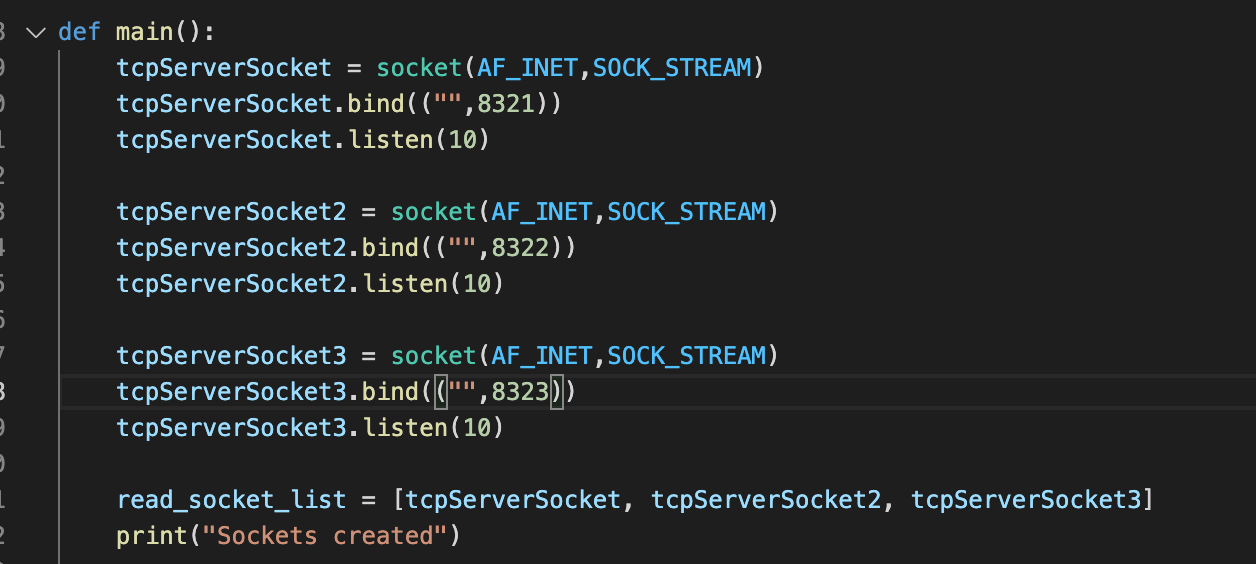 def main():
    tcpServerSocket = socket(AF_INET,SOCK_STREAM)
    tcpServerSocket.bind(("",8321))
    tcpServerSocket.listen(10)

    tcpServerSocket2 = socket(AF_INET,SOCK_STREAM)
    tcpServerSocket2.bind(("",8322))
    tcpServerSocket2.listen(10)

    tcpServerSocket3 = socket(AF_INET,SOCK_STREAM)
    tcpServerSocket3.bind(("",8323))
    tcpServerSocket3.listen(10)

    read_socket_list = [tcpServerSocket, tcpServerSocket2, tcpServerSocket3]
    print("Sockets created")